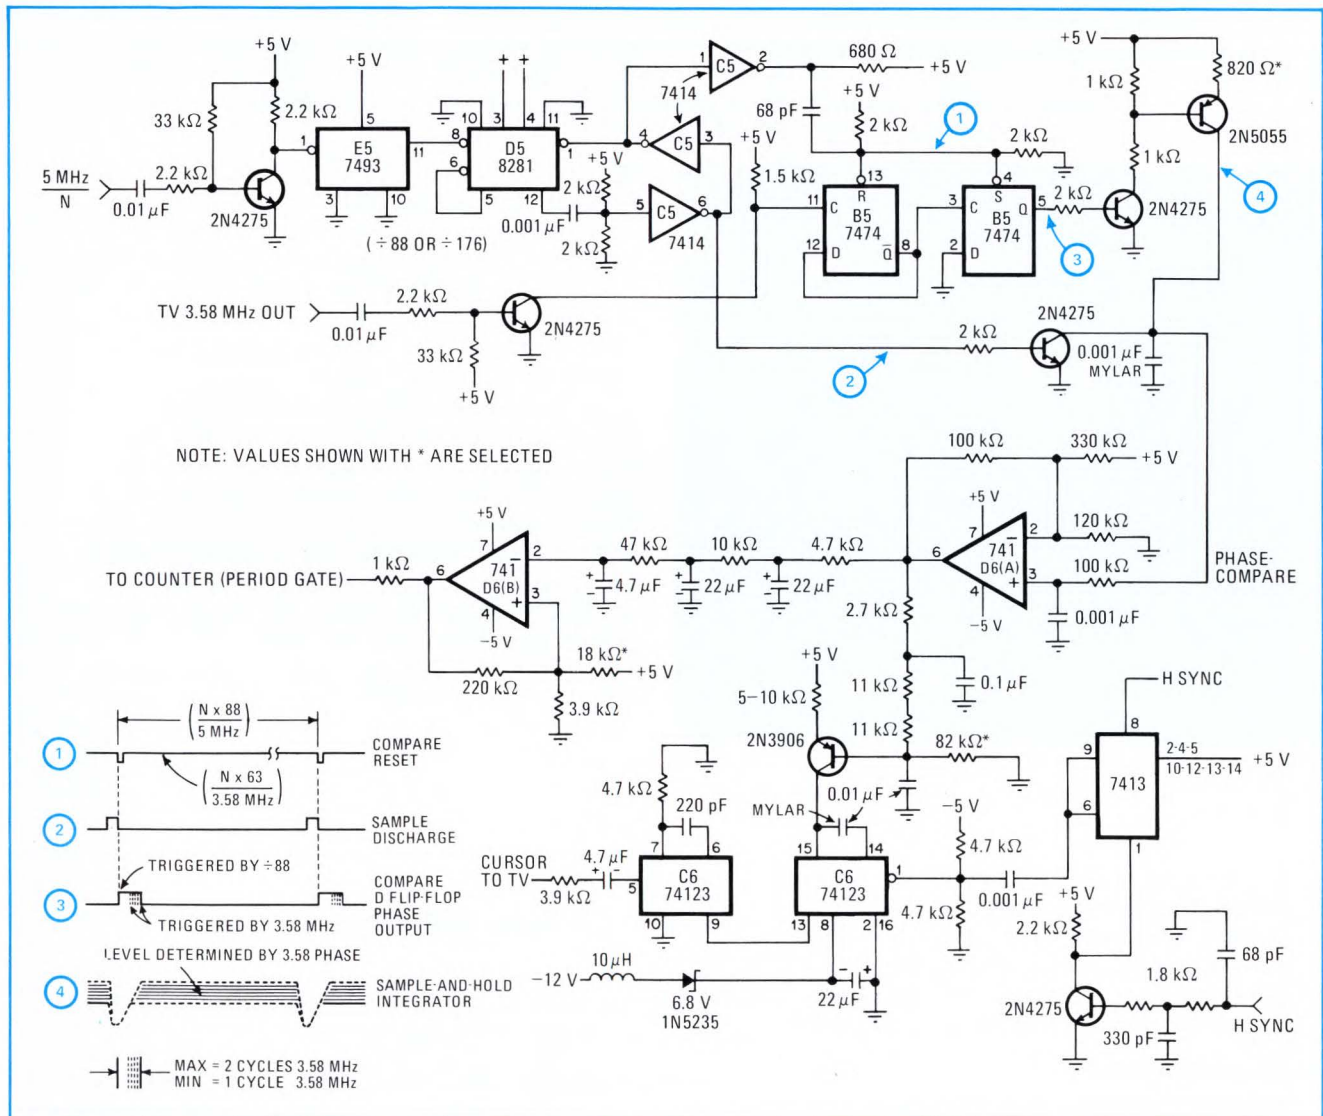 +5 V
33 kΩ
2.2 kΩ
+5 V
5 MHz
N
0.01 μF
2.2 kΩ
2N4275
1
5
E5
7493
11
3
10
(÷88 OR ÷176)
+ +
10
3
4
11
8
D5
8281
1
6
5
12
0.001 μF
+5 V
2 kΩ
2 kΩ
1
C5
2
7414
4
C5
3
5
C5
6
7414
680 Ω
+5 V
68 pF
+5 V
2 kΩ
1
2 kΩ
+5 V
1.5 kΩ
11
C
13
R
B5
7474
12
D
Q
8
3
C
4
S
B5
7474
Q
5
2
D
2 kΩ
3
+5 V
1 kΩ
820 Ω*
2N5055
1 kΩ
2N4275
4
TV 3.58 MHz OUT
0.01 μF
2.2 kΩ
33 kΩ
+5 V
2N4275
2
2 kΩ
2N4275
0.001 μF
MYLAR
NOTE: VALUES SHOWN WITH * ARE SELECTED
100 kΩ
330 kΩ
+5 V
120 kΩ
100 kΩ
0.001 μF
PHASE-
COMPARE
+5 V
7
2
–
6
741
D6(A)
+
3
4
-5 V
TO COUNTER (PERIOD GATE)
1 kΩ
+5 V
7
6
741
–
2
D6(B)
+
3
4
-5 V
220 kΩ
18 kΩ*
+5 V
3.9 kΩ
47 kΩ
10 kΩ
4.7 kΩ
+
–
4.7 μF
+
–
22 μF
+
–
22 μF
2.7 kΩ
0.1 μF
11 kΩ
11 kΩ
82 kΩ*
+5 V
5-10 kΩ
2N3906
MYLAR
0.01 μF
4.7 kΩ
220 pF
CURSOR
TO TV
3.9 kΩ
4.7 μF
+ –
5
7
6
C6
74123
10
9
15
14
C6
74123
1
13
8
2
16
-5 V
4.7 kΩ
4.7 kΩ
0.001 μF
-12 V
10 μH
6.8 V
1N5235
– +
22 μF
H SYNC
8
9
7413
2-4-5
10-12-13-14
+5 V
6
1
+5 V
2.2 kΩ
2N4275
1.8 kΩ
68 pF
330 pF
H SYNC
(N x 88
5 MHz)
1
COMPARE
RESET
(N x 63
3.58 MHz)
2
SAMPLE
DISCHARGE
TRIGGERED BY ÷88
3
COMPARE
D FLIP-FLOP
PHASE
OUTPUT
TRIGGERED BY 3.58 MHz
LEVEL DETERMINED BY 3.58 PHASE
4
SAMPLE-AND-HOLD
INTEGRATOR
MAX = 2 CYCLES 3.58 MHz
MIN = 1 CYCLE 3.58 MHz